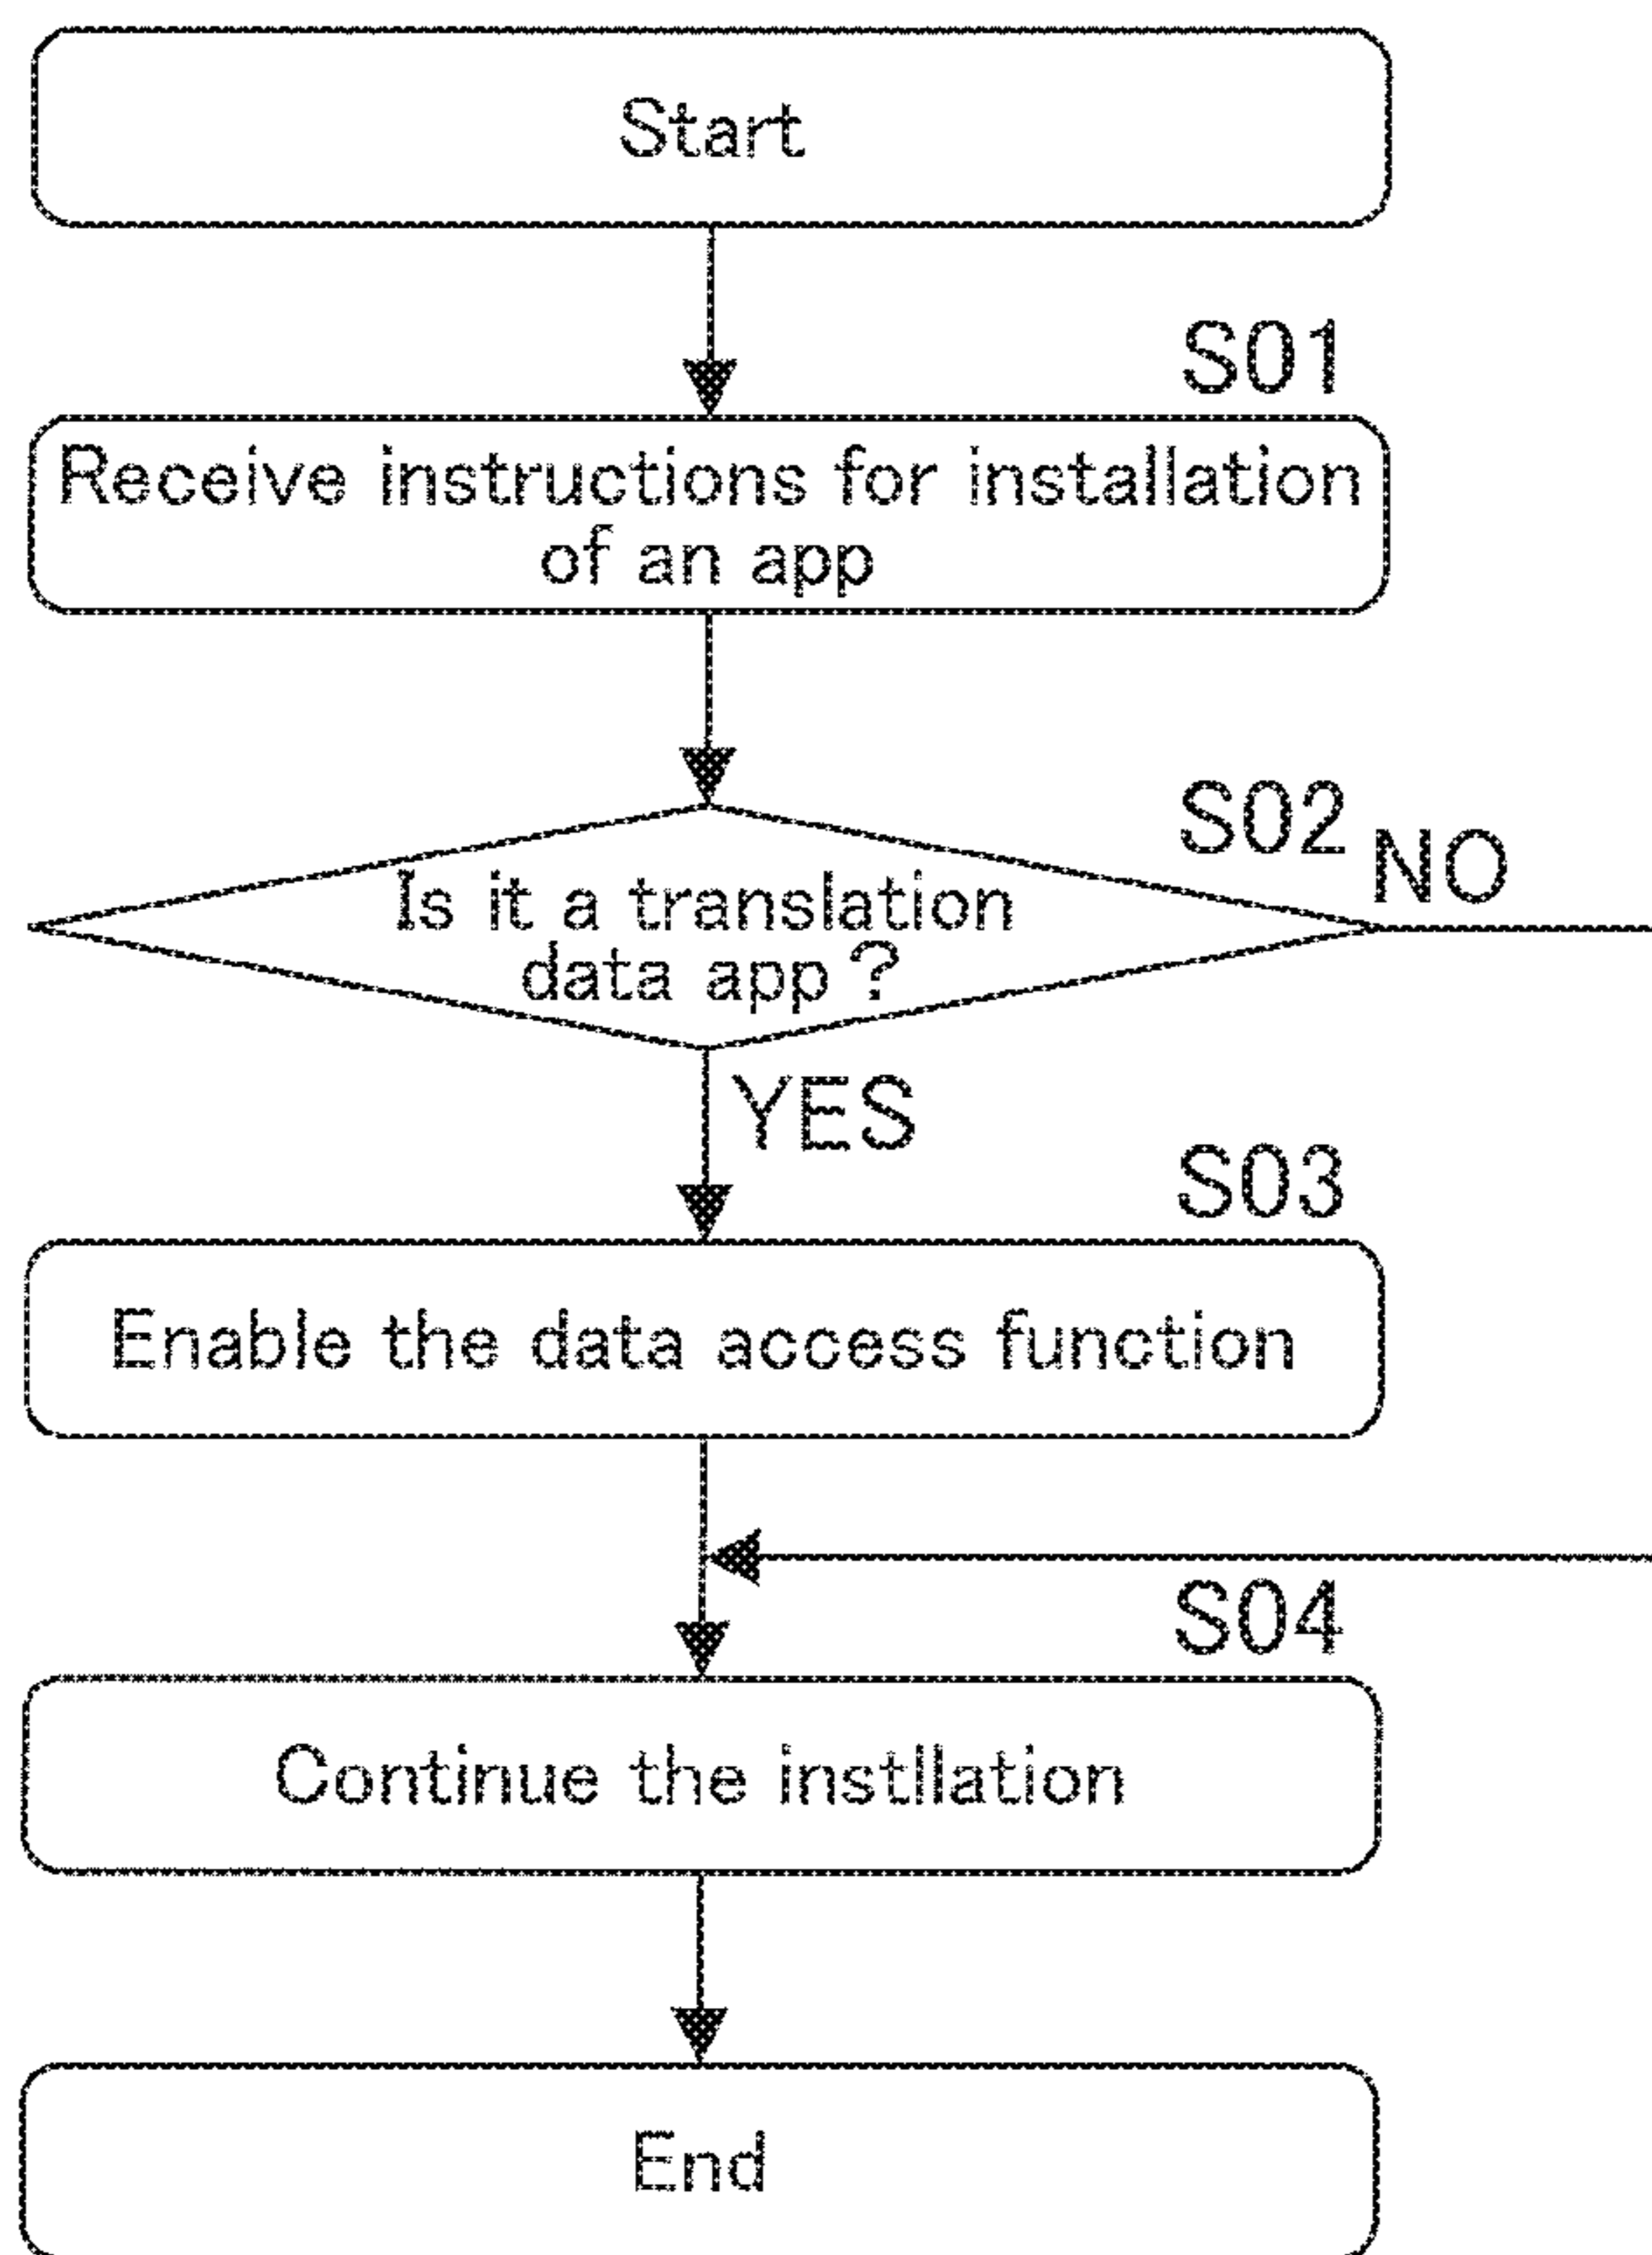 Start
S01
Receive instructions for installation
of an app
S02
NO
Is it a translation
data app ?
YES
S03
Enable the data access function
S04
Continue the instllation
End